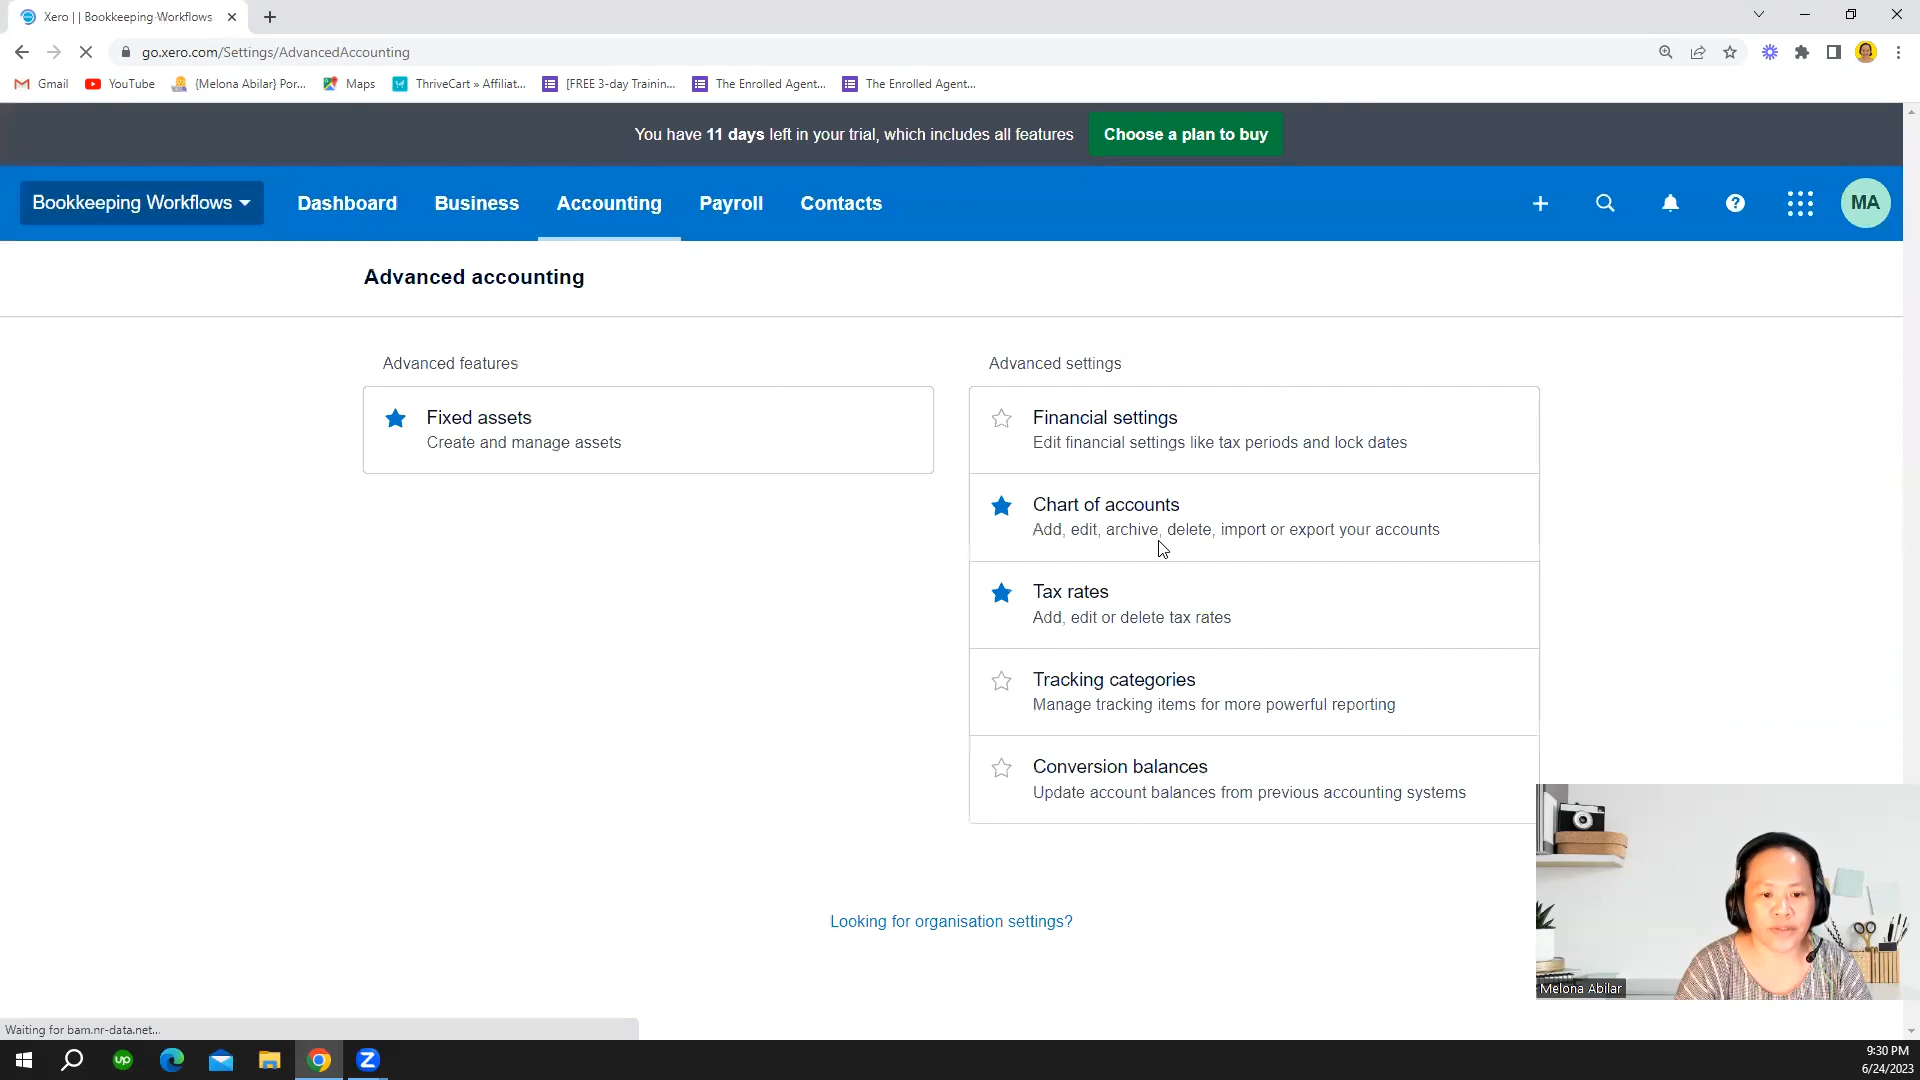 Xero | | Bookkeeping-Workflows
go.xero.com/Settings/AdvancedAccounting
Gmail YouTube {Melona Abilar} Por... Maps ThriveCart » Affiliat... [FREE 3-day Trainin... The Enrolled Agent... The Enrolled Agent...
You have 11 days left in your trial, which includes all features Choose a plan to buy
Bookkeeping Workflows Dashboard Business Accounting Payroll Contacts MA
Advanced accounting
Advanced features
Fixed assets
Create and manage assets
Advanced settings
Financial settings
Edit financial settings like tax periods and lock dates
Chart of accounts
Add, edit, archive, delete, import or export your accounts
Tax rates
Add, edit or delete tax rates
Tracking categories
Manage tracking items for more powerful reporting
Conversion balances
Update account balances from previous accounting systems
Looking for organisation settings?
Melona Abilar
Waiting for bam.nr-data.net...
up
9:30 PM
6/24/2023